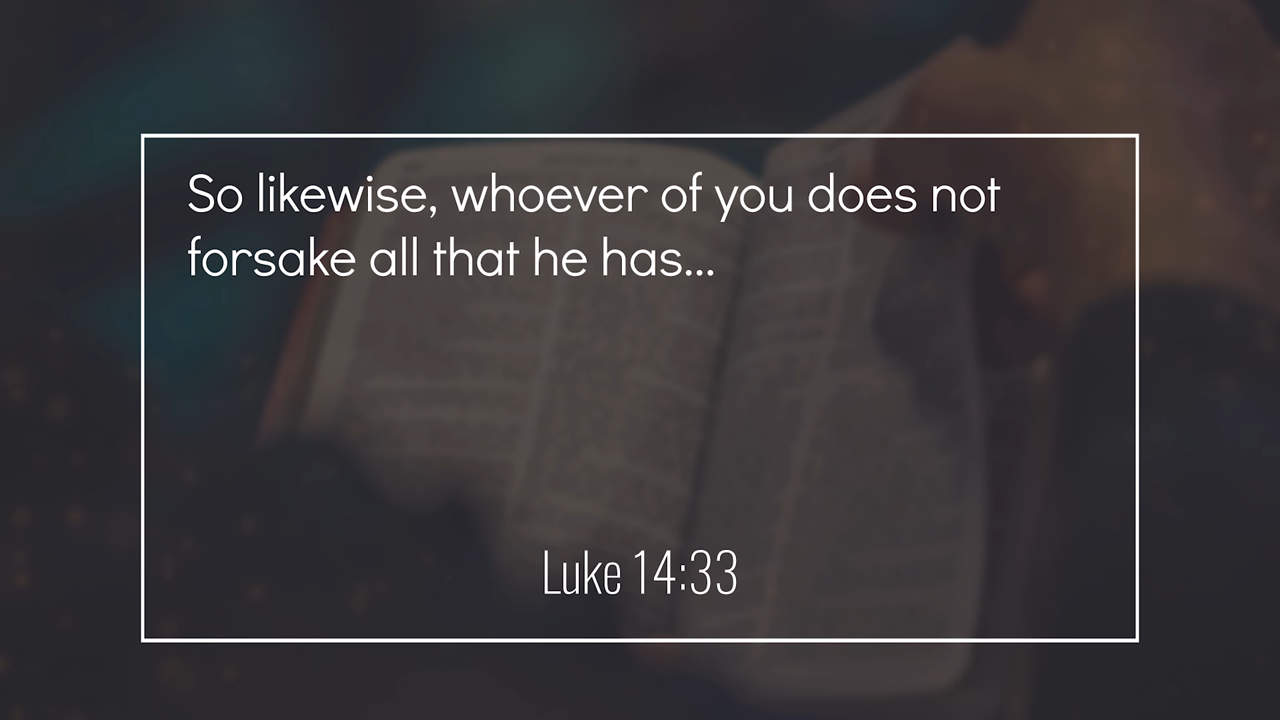 So likewise, whoever of you does not
forsake all that he has...
Luke 14:33